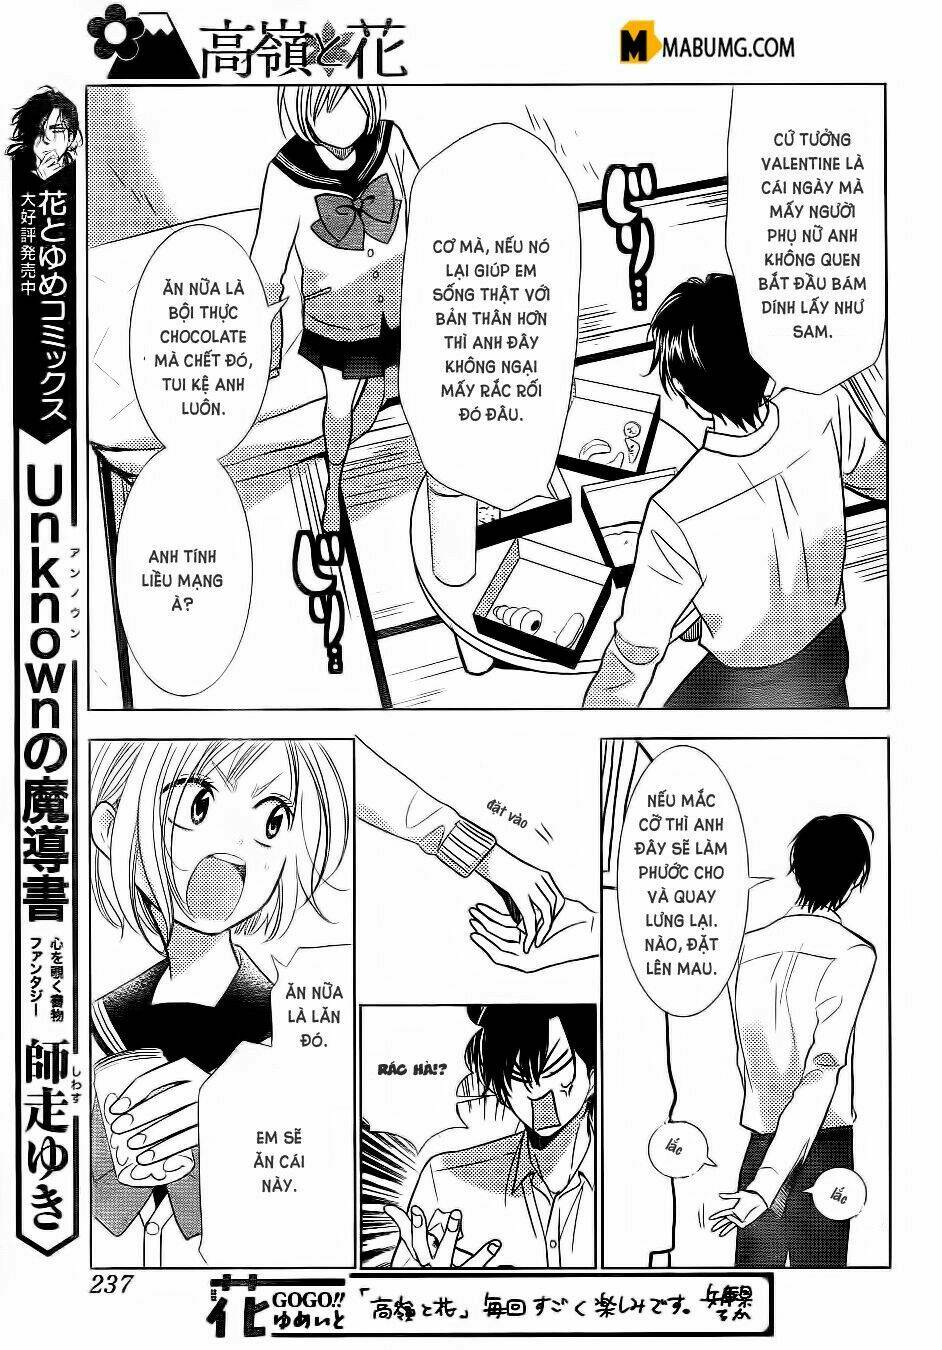 高嶺と花
MABUMG.COM
花とゆめコミックス
大好評発売中
Unknownの魔導書
アンノウン
心を覗く書物
ファンタジー
師走ゆき
しわす
CỨ TƯỞNG
VALENTINE LÀ
CÁI NGÀY MÀ
MẤY NGƯỜI
PHỤ NỮ ANH
KHÔNG QUEN
BẮT ĐẦU BÁM
DÍNH LẤY NHƯ
SAM.
CƠ MÀ, NẾU NÓ
LẠI GIÚP EM
SỐNG THẬT VỚI
BẢN THÂN HƠN
THÌ ANH ĐÂY
KHÔNG NGẠI
MẤY RẮC RỐI
ĐÓ ĐÂU.
ĂN NỮA LÀ
BỘI THỰC
CHOCOLATE
MÀ CHẾT ĐÓ,
TUI KỆ ANH
LUÔN.
ANH TÍNH
LIỀU MẠNG
À?
NẾU MẮC
CỠ THÌ ANH
ĐÂY SẼ LÀM
PHƯỚC CHO
VÀ QUAY
LƯNG LẠI.
NÀO, ĐẶT
LÊN MAU.
lắc
lắc
đặt vào
RÁC HẢ!?
ĂN NỮA
LÀ LĂN
ĐÓ.
EM SẼ
ĂN CÁI
NÀY.
237
花
GOGO!!
ゆめいと
「高嶺と花」毎回すごく楽しみです。
兵庫県
るか